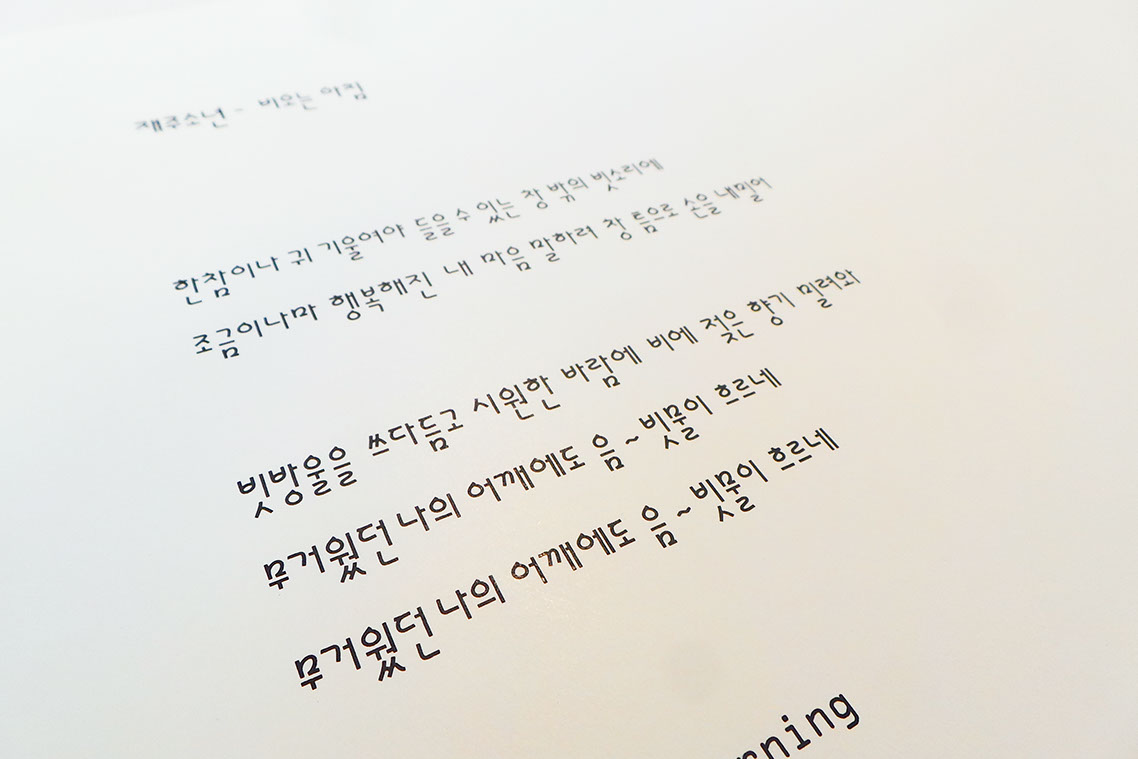 재주소년 - 비오는 아침
한참이나 귀 기울여야 들을 수 있는 창 밖의 빗소리에
조금이나마 행복해진 내 마음 말하려 창 틈으로 손을 내밀어
빗방울을 쓰다듬고 시원한 바람에 비에 젖은 향기 밀려와
무거웠던 나의 어깨에도 음~빗물이 흐르네
무거웠던 나의 어깨에도 음~빗물이 흐르네
rning